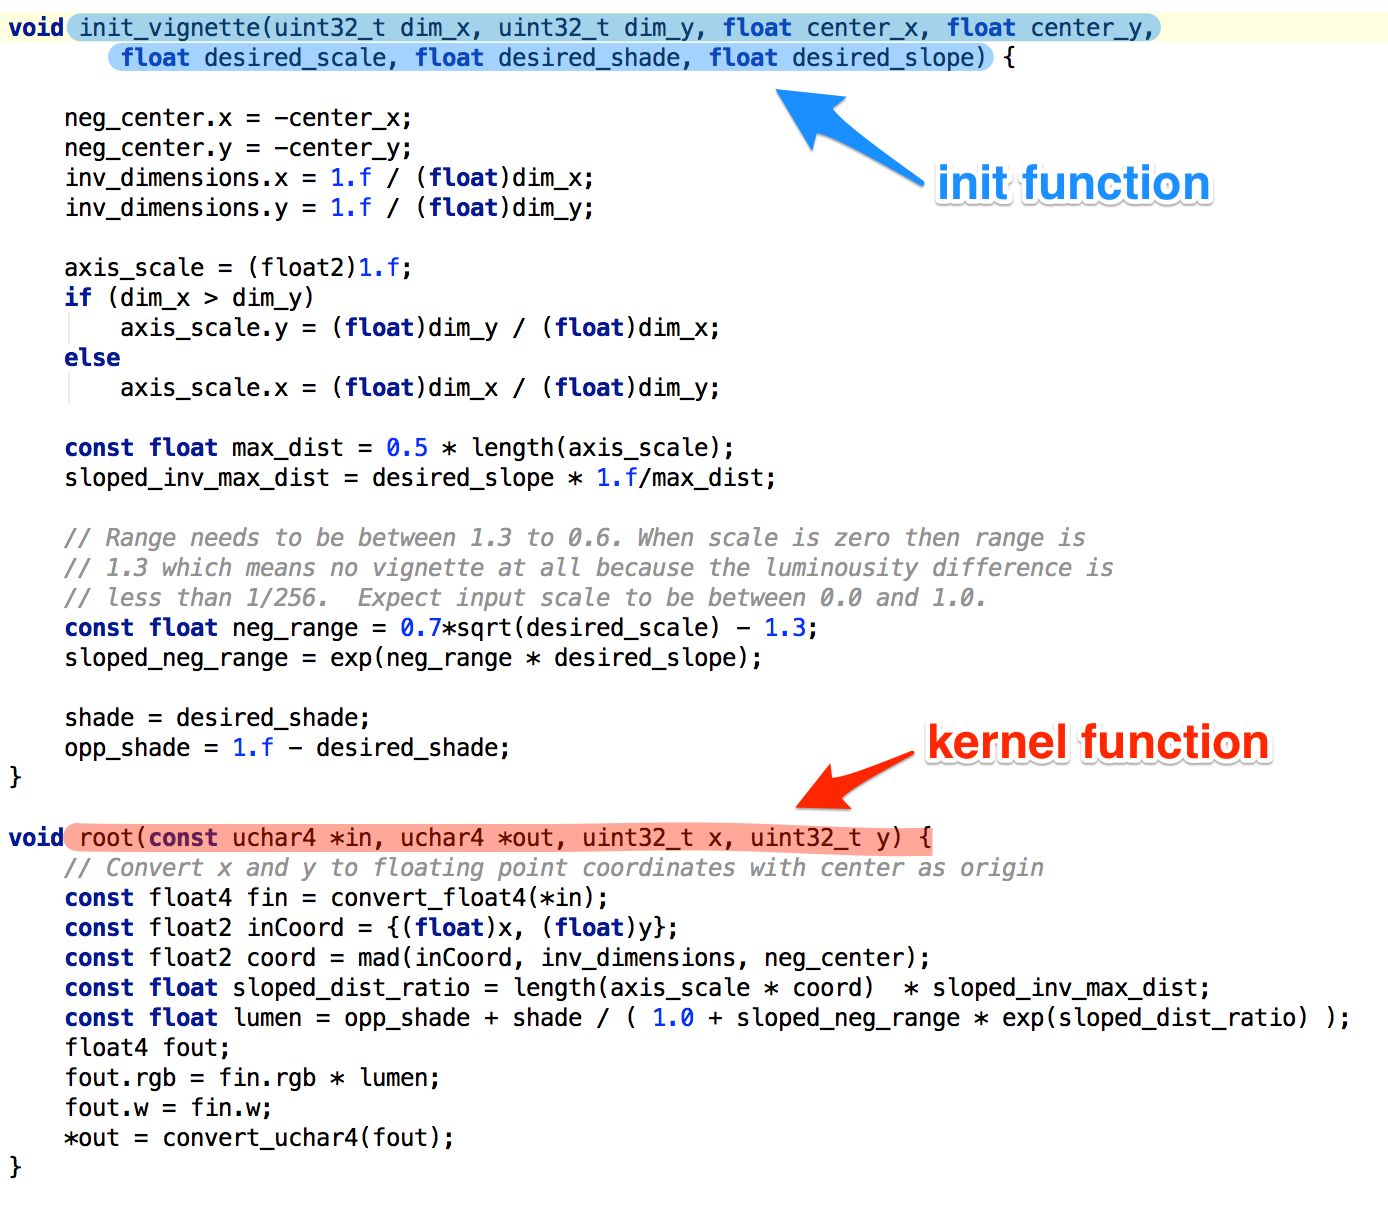 void init_vignette(uint32_t dim_x, uint32_t dim_y, float center_x, float center_y,
        float desired_scale, float desired_shade, float desired_slope) {
init function
    neg_center.x = -center_x;
    neg_center.y = -center_y;
    inv_dimensions.x = 1.f / (float)dim_x;
    inv_dimensions.y = 1.f / (float)dim_y;
    axis_scale = (float2)1.f;
    if (dim_x > dim_y)
        axis_scale.y = (float)dim_y / (float)dim_x;
    else
        axis_scale.x = (float)dim_x / (float)dim_y;
    const float max_dist = 0.5 * length(axis_scale);
    sloped_inv_max_dist = desired_slope * 1.f/max_dist;
    // Range needs to be between 1.3 to 0.6. When scale is zero then range is
    // 1.3 which means no vignette at all because the luminousity difference is
    // less than 1/256.  Expect input scale to be between 0.0 and 1.0.
    const float neg_range = 0.7*sqrt(desired_scale) - 1.3;
    sloped_neg_range = exp(neg_range * desired_slope);
    shade = desired_shade;
    opp_shade = 1.f - desired_shade;
}
kernel function
void root(const uchar4 *in, uchar4 *out, uint32_t x, uint32_t y) {
    // Convert x and y to floating point coordinates with center as origin
    const float4 fin = convert_float4(*in);
    const float2 inCoord = {(float)x, (float)y};
    const float2 coord = mad(inCoord, inv_dimensions, neg_center);
    const float sloped_dist_ratio = length(axis_scale * coord)  * sloped_inv_max_dist;
    const float lumen = opp_shade + shade / ( 1.0 + sloped_neg_range * exp(sloped_dist_ratio) );
    float4 fout;
    fout.rgb = fin.rgb * lumen;
    fout.w = fin.w;
    *out = convert_uchar4(fout);
}